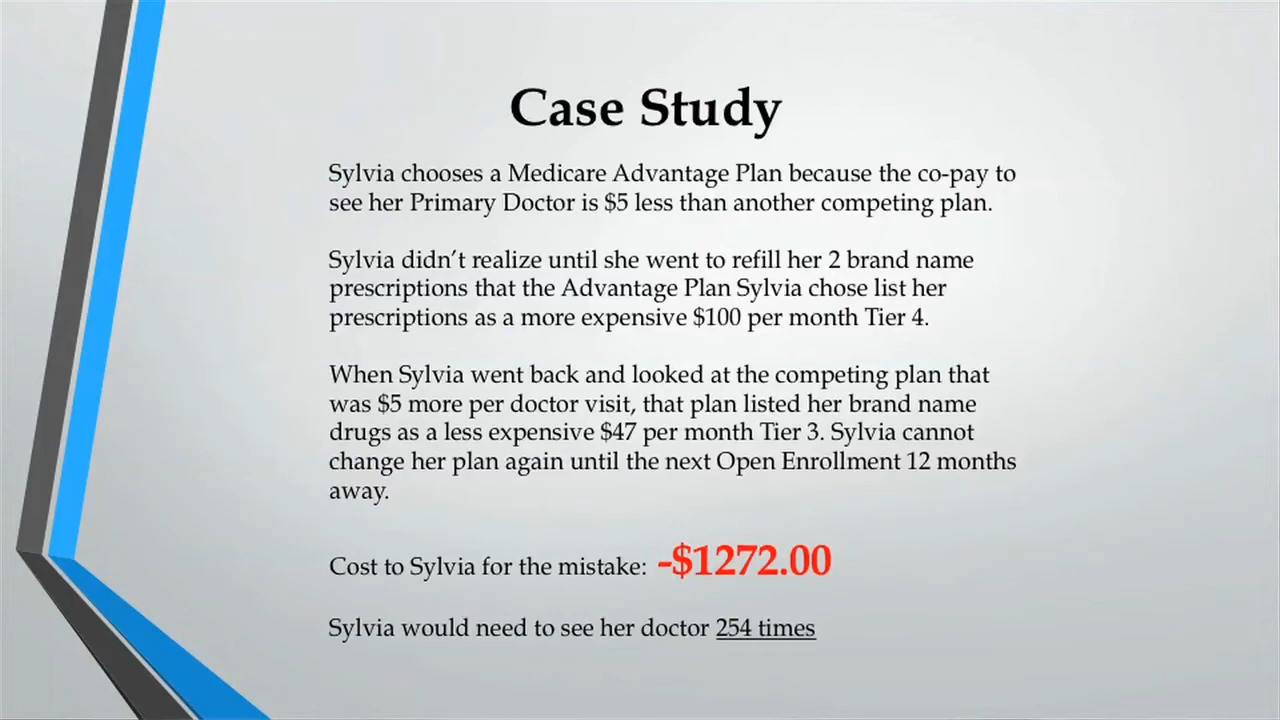 Case Study
Sylvia chooses a Medicare Advantage Plan because the co-pay to
see her Primary Doctor is $5 less than another competing plan.
Sylvia didn’t realize until she went to refill her 2 brand name
prescriptions that the Advantage Plan Sylvia chose list her
prescriptions as a more expensive $100 per month Tier 4.
When Sylvia went back and looked at the competing plan that
was $5 more per doctor visit, that plan listed her brand name
drugs as a less expensive $47 per month Tier 3. Sylvia cannot
change her plan again until the next Open Enrollment 12 months
away.
Cost to Sylvia for the mistake: -$1272.00
Sylvia would need to see her doctor 254 times